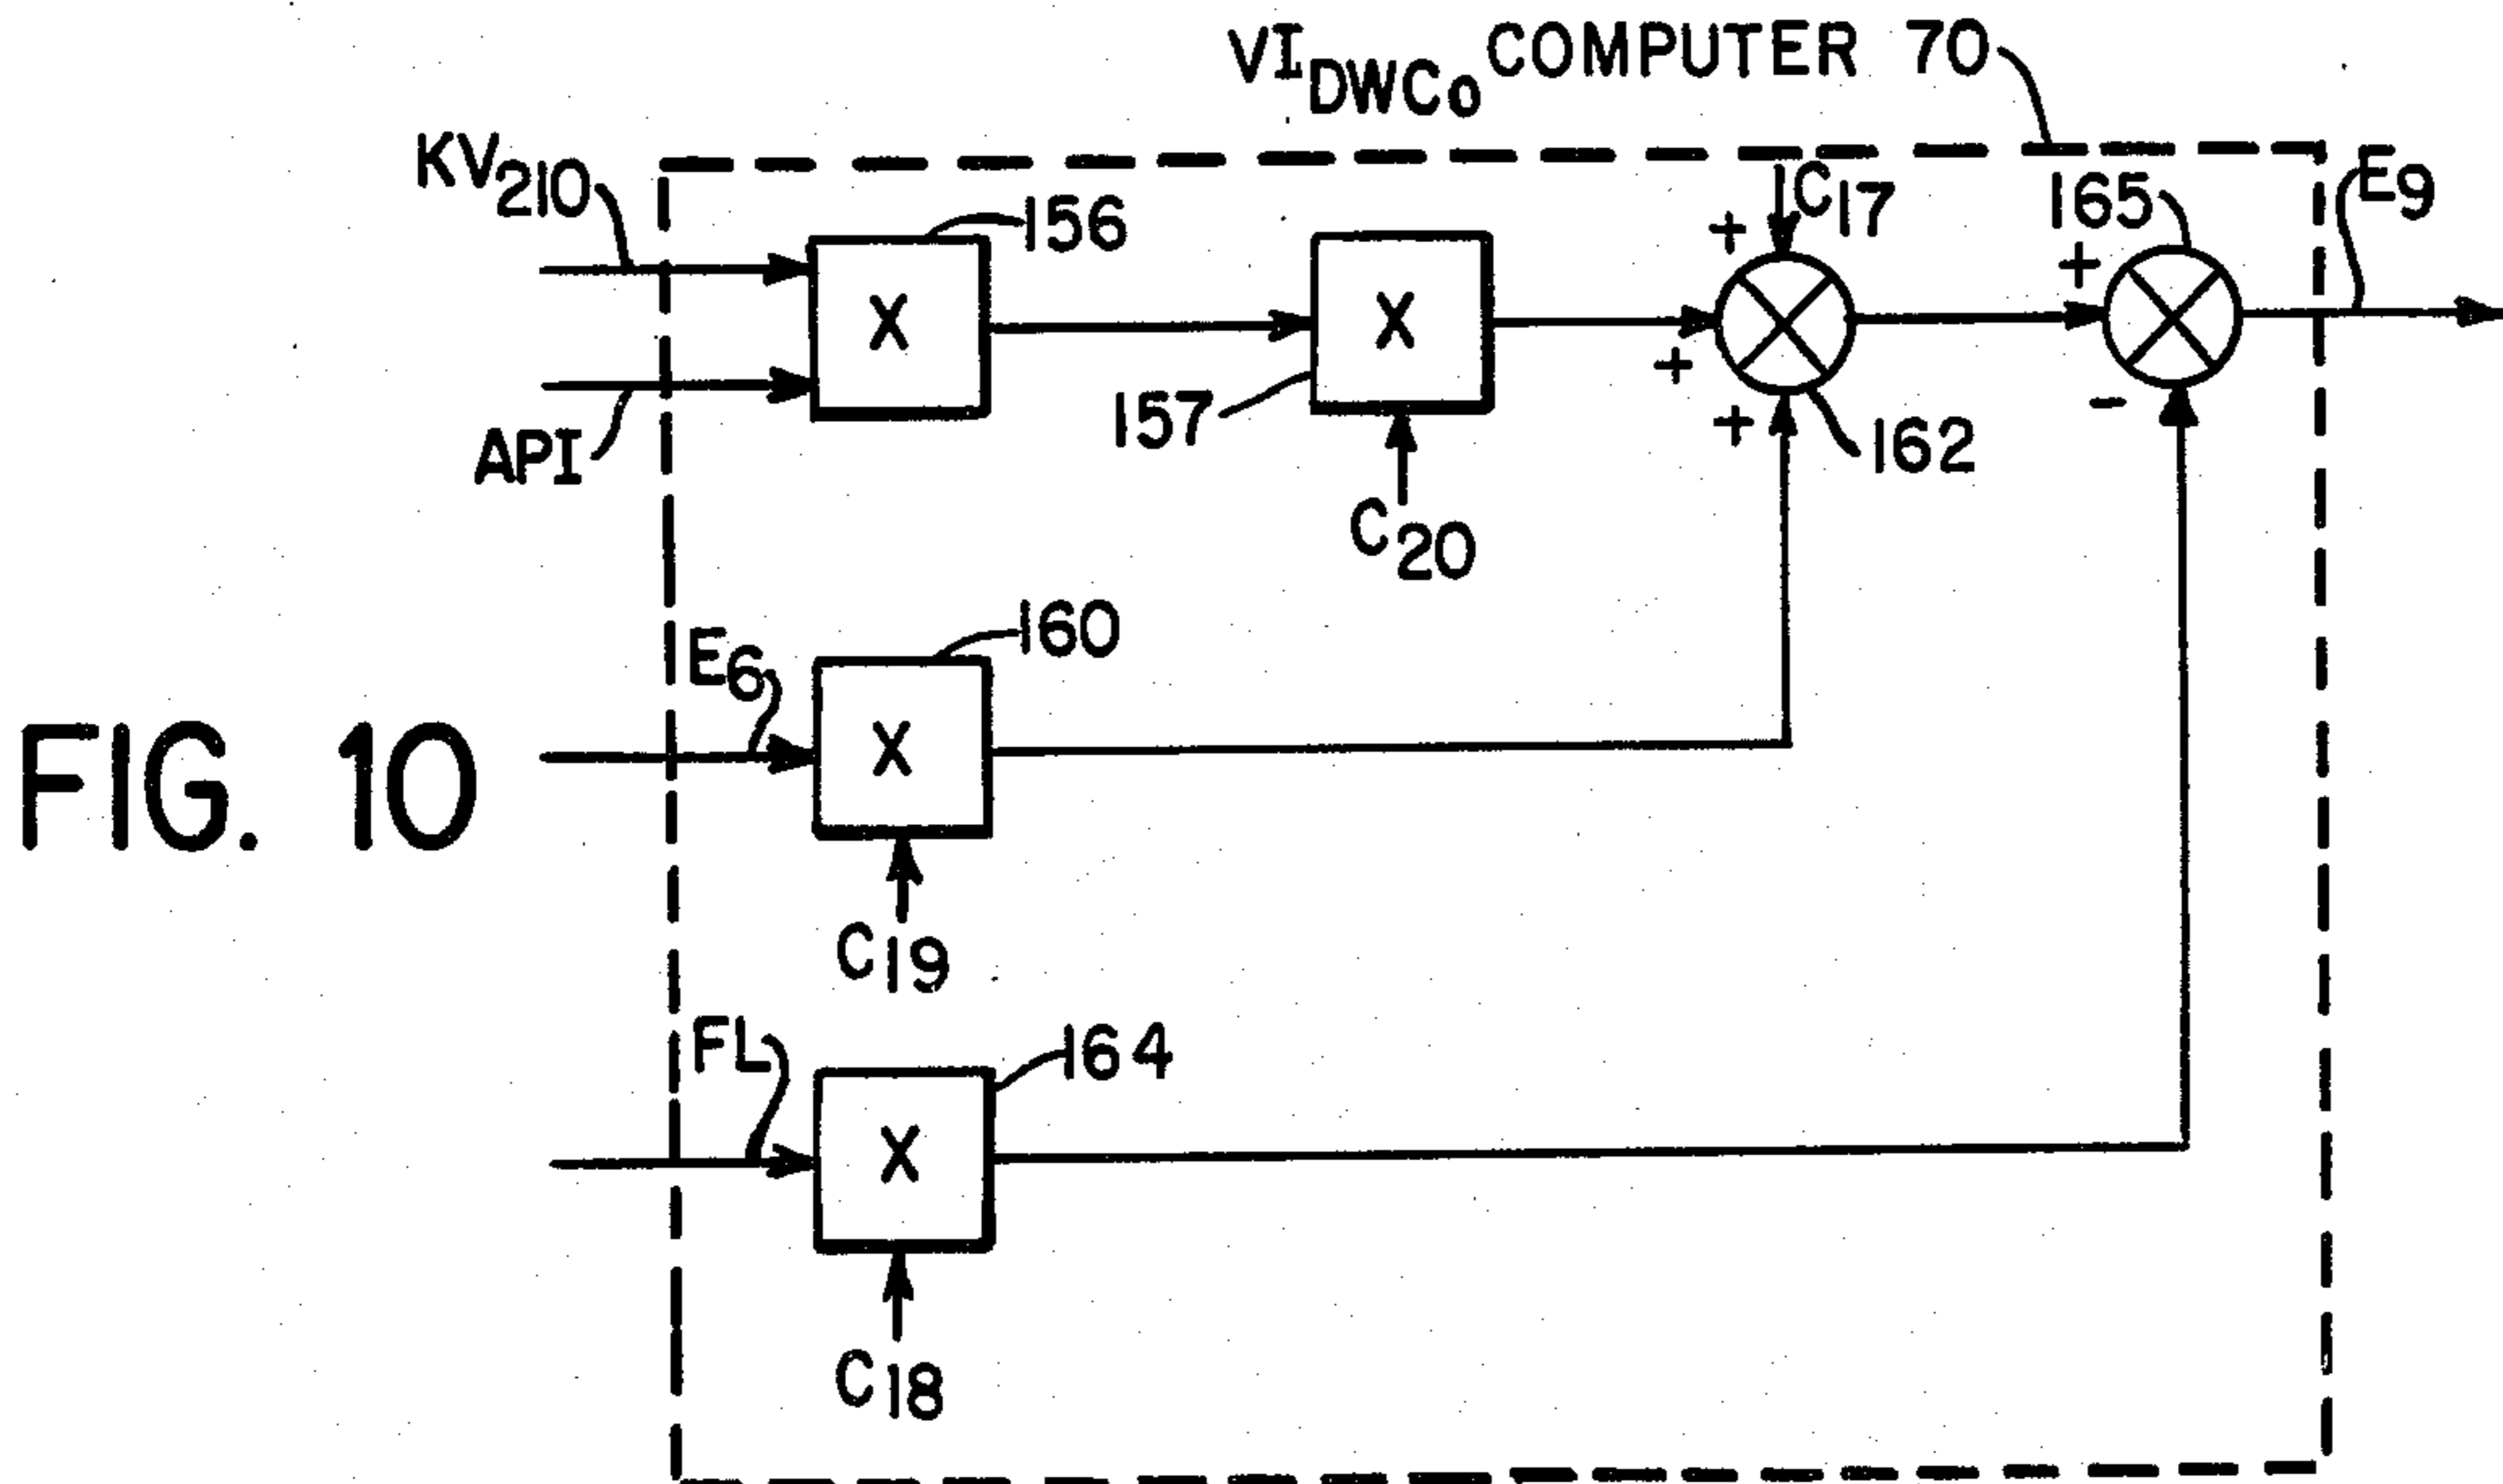 VIDWCo COMPUTER 70
KV210
156
C17
165
E9
+
+
X
X
+
API
157
+
-
162
C20
160
E6
FIG. 10
X
C19
FL
164
X
C18